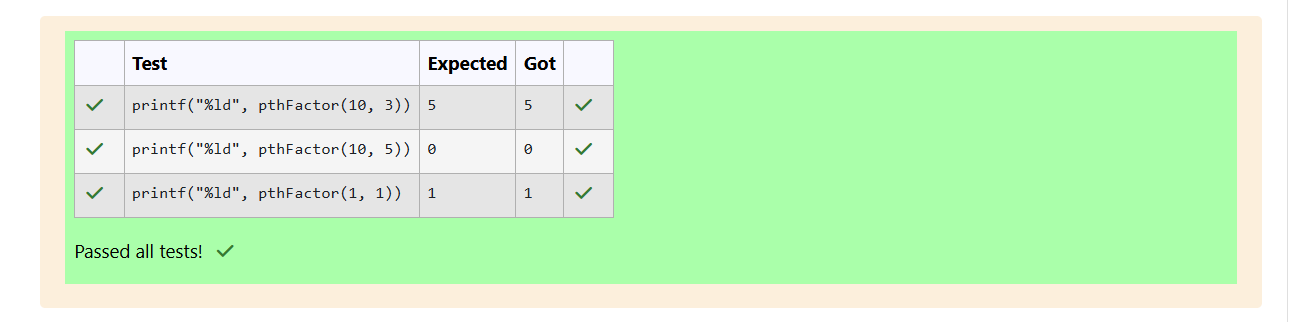 Test Expected Got
printf("%ld", pthFactor(10, 3)) 5 5
printf("%ld", pthFactor(10, 5)) 0 0
printf("%ld", pthFactor(1, 1)) 1 1
Passed all tests!